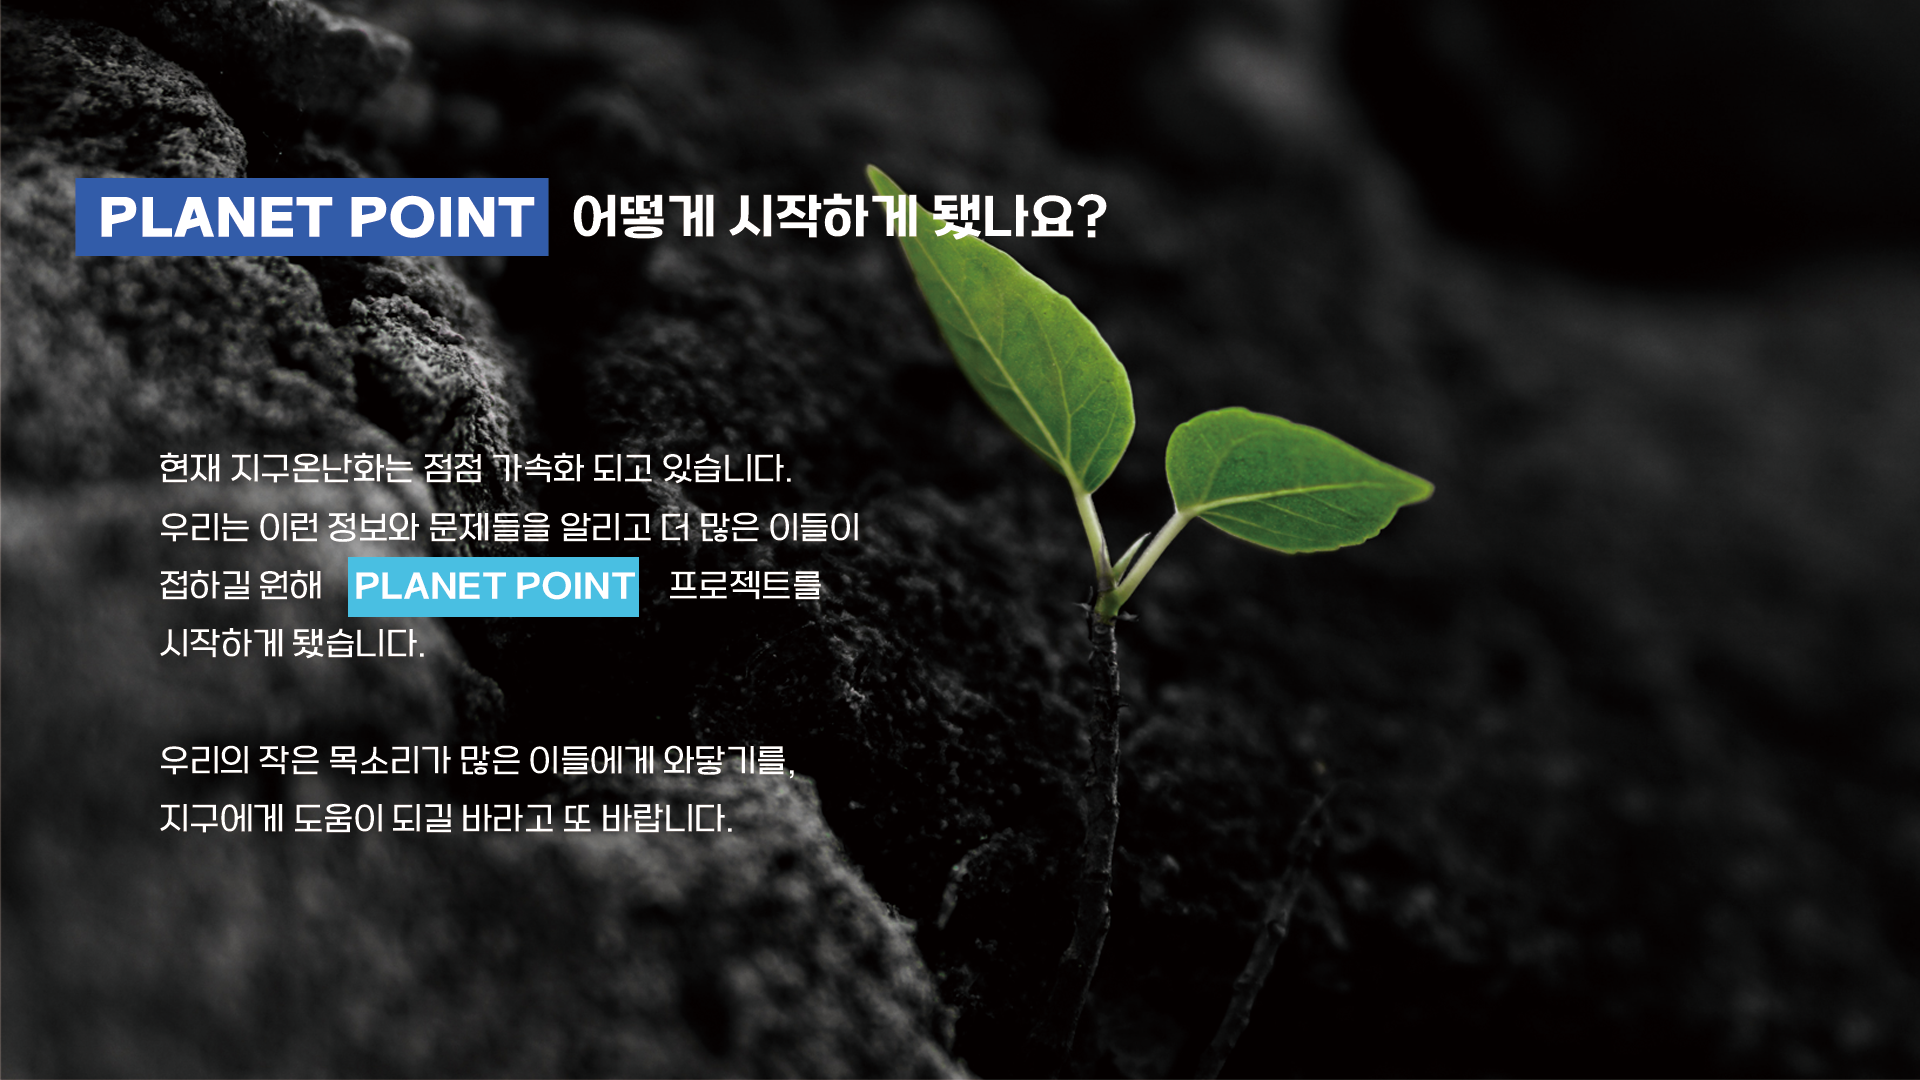 PLANET POINT 어떻게 시작하게 됐나요?
현재 지구온난화는 점점 가속화 되고 있습니다.
우리는 이런 정보와 문제들을 알리고 더 많은 이들이
접하길 원해 PLANET POINT 프로젝트를
시작하게 됐습니다.
우리의 작은 목소리가 많은 이들에게 와닿기를,
지구에게 도움이 되길 바라고 또 바랍니다.